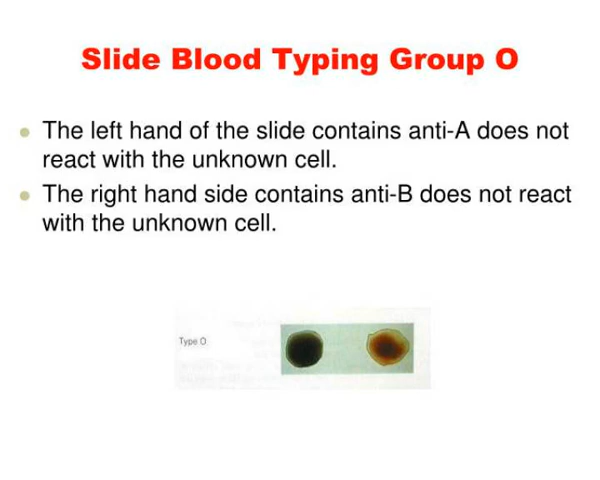 Slide Blood Typing Group O
The left hand of the slide contains anti-A does not
react with the unknown cell.
The right hand side contains anti-B does not react
with the unknown cell.
Type O